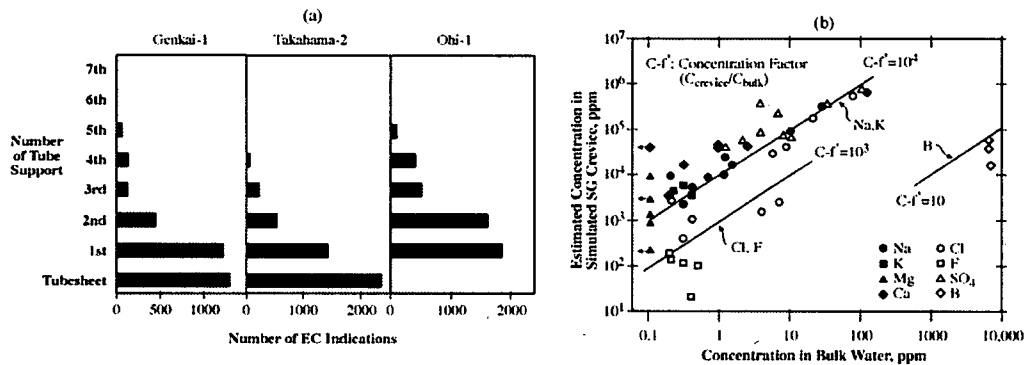 (a)
Genkai-1 Takahama-2 Ohi-1
Number of Tube Support
7th
6th
5th
4th
3rd
2nd
1st
Tubesheet
0 500 1000 0 1000 2000 0 1000 2000
Number of EC Indications
(b)
Estimated Concentration in
Simulated SG Crevice, ppm
10⁷
10⁶
10⁵
10⁴
10³
10²
10¹
C-f*: Concentration Factor
(Ccrevice/Cbulk)
C-f*=10⁴
Na,K
C-f*=10³
B
C-f*=10
Cl, F
Na Cl
K F
Mg SO₄
Ca B
0.1 1 10 100 1000 10,000
Concentration in Bulk Water, ppm